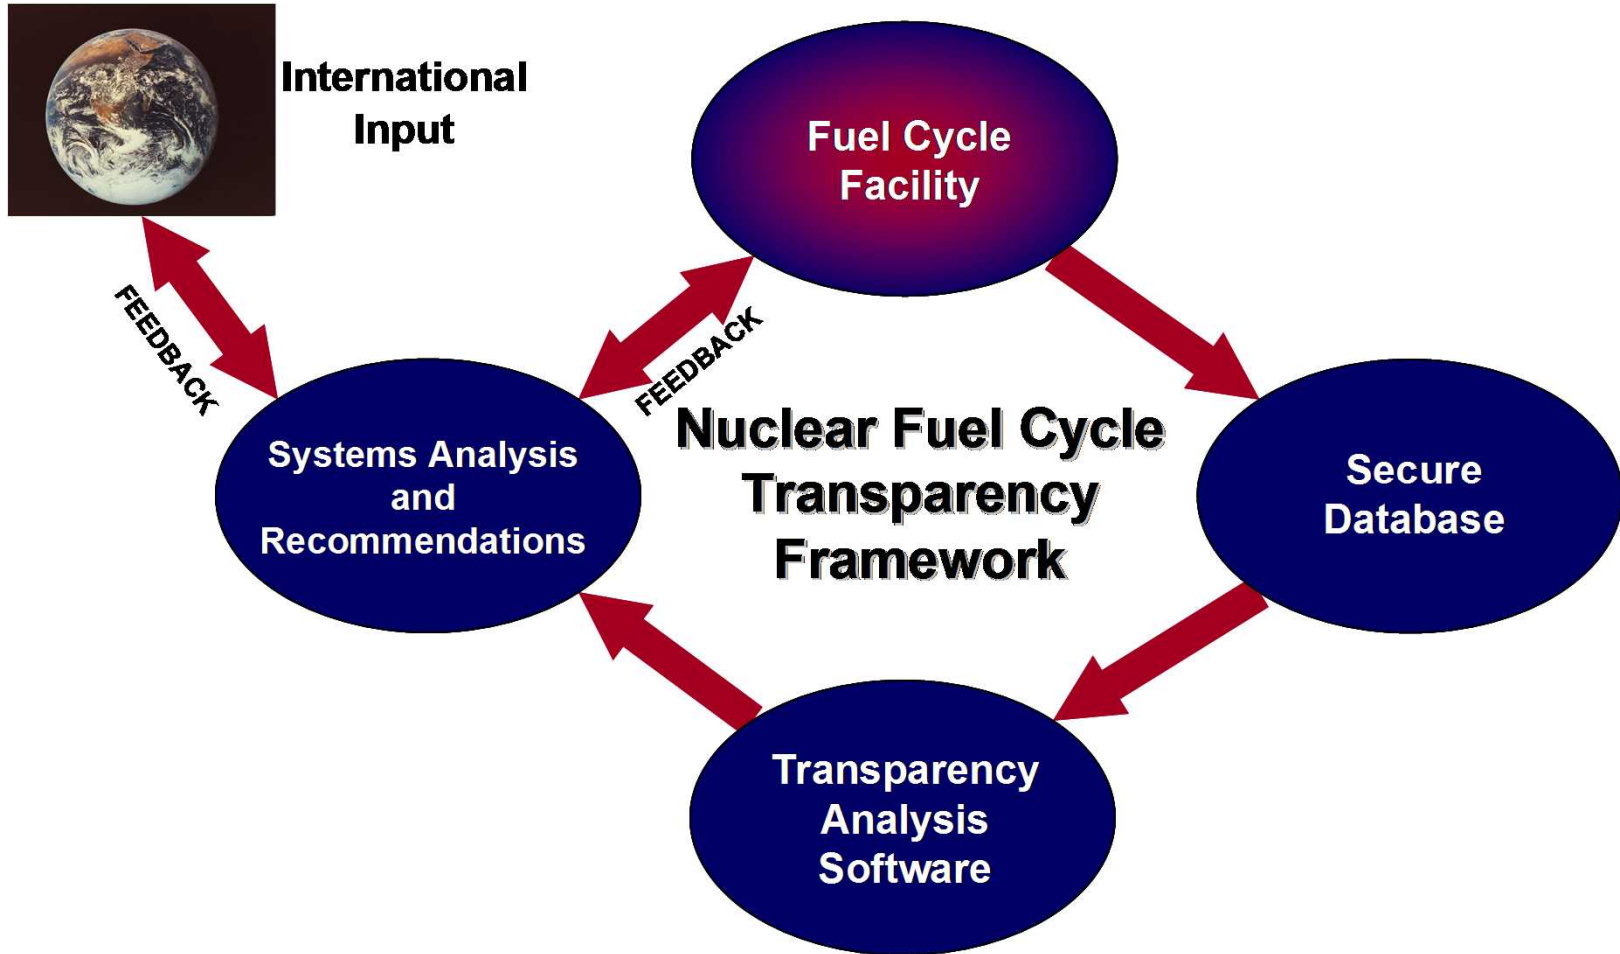 International
Input
Fuel Cycle
Facility
FEEDBACK
FEEDBACK
Nuclear Fuel Cycle
Transparency
Framework
Systems Analysis
and
Recommendations
Secure
Database
Transparency
Analysis
Software